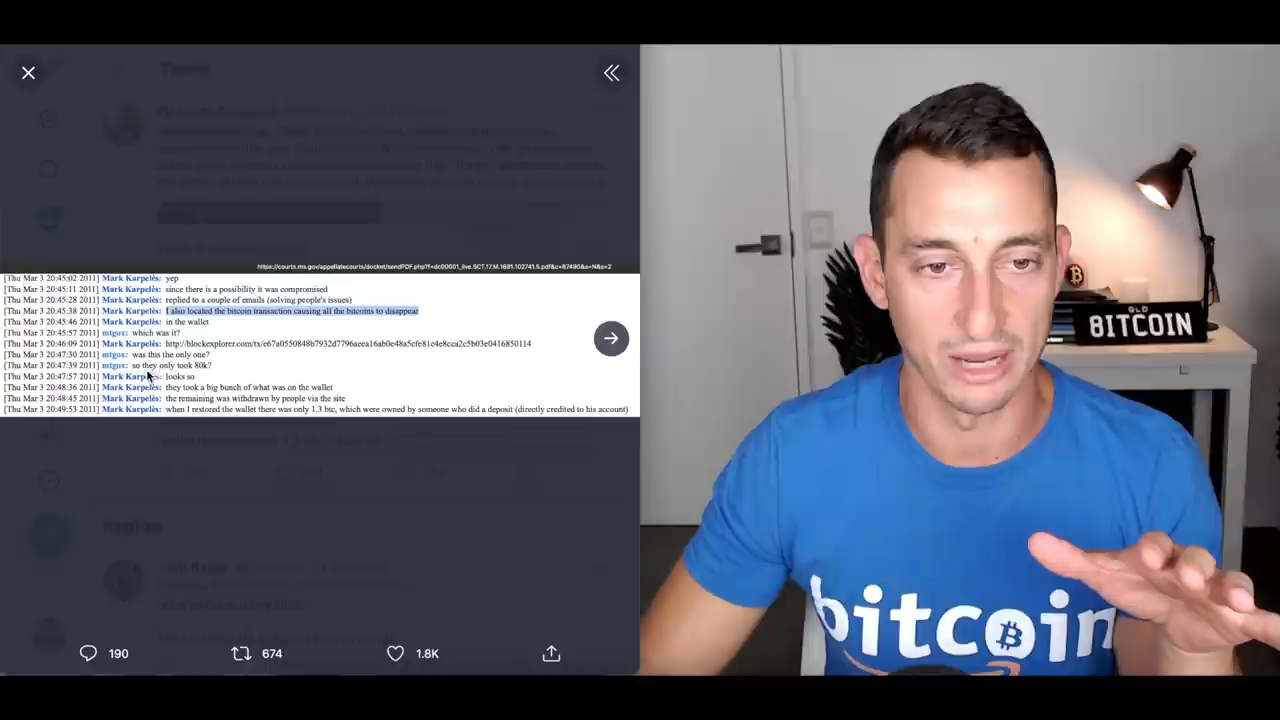 Tweet
https://courts.ms.gov/appellatecourts/docket/sendPDF.php?f=dc00001_live.SCT.17.M.1681.102741.5.pdf&c=87490&a=N&s=2
[Thu Mar 3 20:45:02 2011] Mark Karpelès: yep
[Thu Mar 3 20:45:11 2011] Mark Karpelès: since there is a possibility it was compromised
[Thu Mar 3 20:45:28 2011] Mark Karpelès: replied to a couple of emails (solving people's issues)
[Thu Mar 3 20:45:38 2011] Mark Karpelès: I also located the bitcoin transaction causing all the bitcoins to disappear
[Thu Mar 3 20:45:46 2011] Mark Karpelès: in the wallet
[Thu Mar 3 20:45:57 2011] mtgox: which was it?
[Thu Mar 3 20:46:09 2011] Mark Karpelès: http://blockexplorer.com/tx/e67a0550848b7932d7796aeea16ab0e48a5cfe81c4e8cca2c5b03e0416850114
[Thu Mar 3 20:47:30 2011] mtgox: was this the only one?
[Thu Mar 3 20:47:39 2011] mtgox: so they only took 80k?
[Thu Mar 3 20:47:57 2011] Mark Karpelès: looks so
[Thu Mar 3 20:48:36 2011] Mark Karpelès: they took a big bunch of what was on the wallet
[Thu Mar 3 20:48:45 2011] Mark Karpelès: the remaining was withdrawn by people via the site
[Thu Mar 3 20:49:53 2011] Mark Karpelès: when I restored the wallet there was only 1.3 btc, which were owned by someone who did a deposit (directly credited to his account)
Replies
190
674
1.8K
QLD
BITCOIN
bitcoin